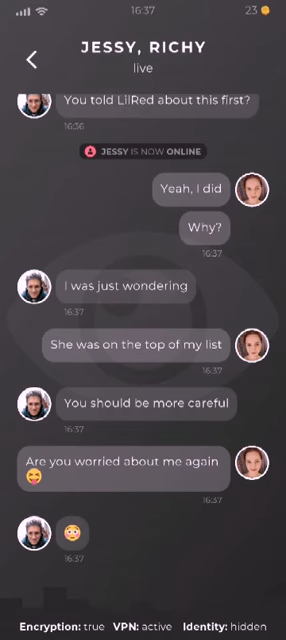 16:37
23
JESSY, RICHY
live
You told LilRed about this first?
16:36
JESSY IS NOW ONLINE
Yeah, I did
Why?
16:37
I was just wondering
16:37
She was on the top of my list
16:37
You should be more careful
16:37
Are you worried about me again
😝
16:37
😳
16:37
Encryption: true VPN: active Identity: hidden